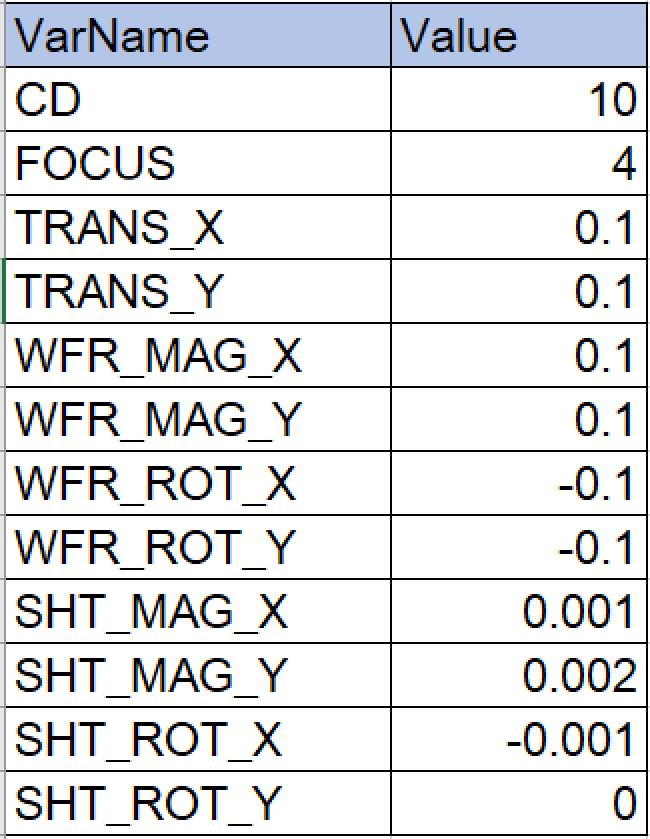 VarName Value
CD 10
FOCUS 4
TRANS_X 0.1
TRANS_Y 0.1
WFR_MAG_X 0.1
WFR_MAG_Y 0.1
WFR_ROT_X -0.1
WFR_ROT_Y -0.1
SHT_MAG_X 0.001
SHT_MAG_Y 0.002
SHT_ROT_X -0.001
SHT_ROT_Y 0